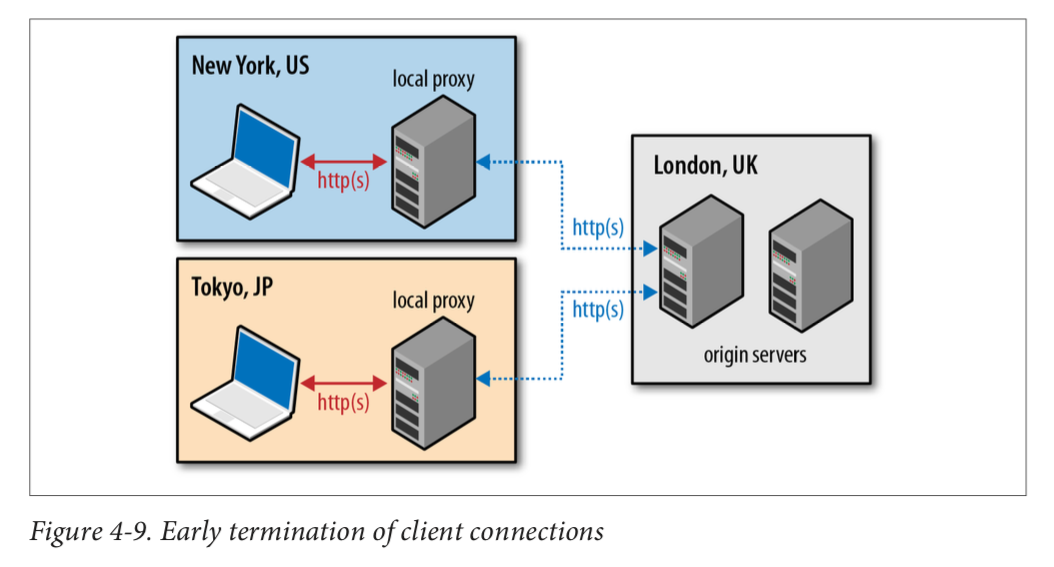 New York, US
local proxy
http(s)
Tokyo, JP
local proxy
http(s)
http(s)
http(s)
London, UK
origin servers
Figure 4-9. Early termination of client connections